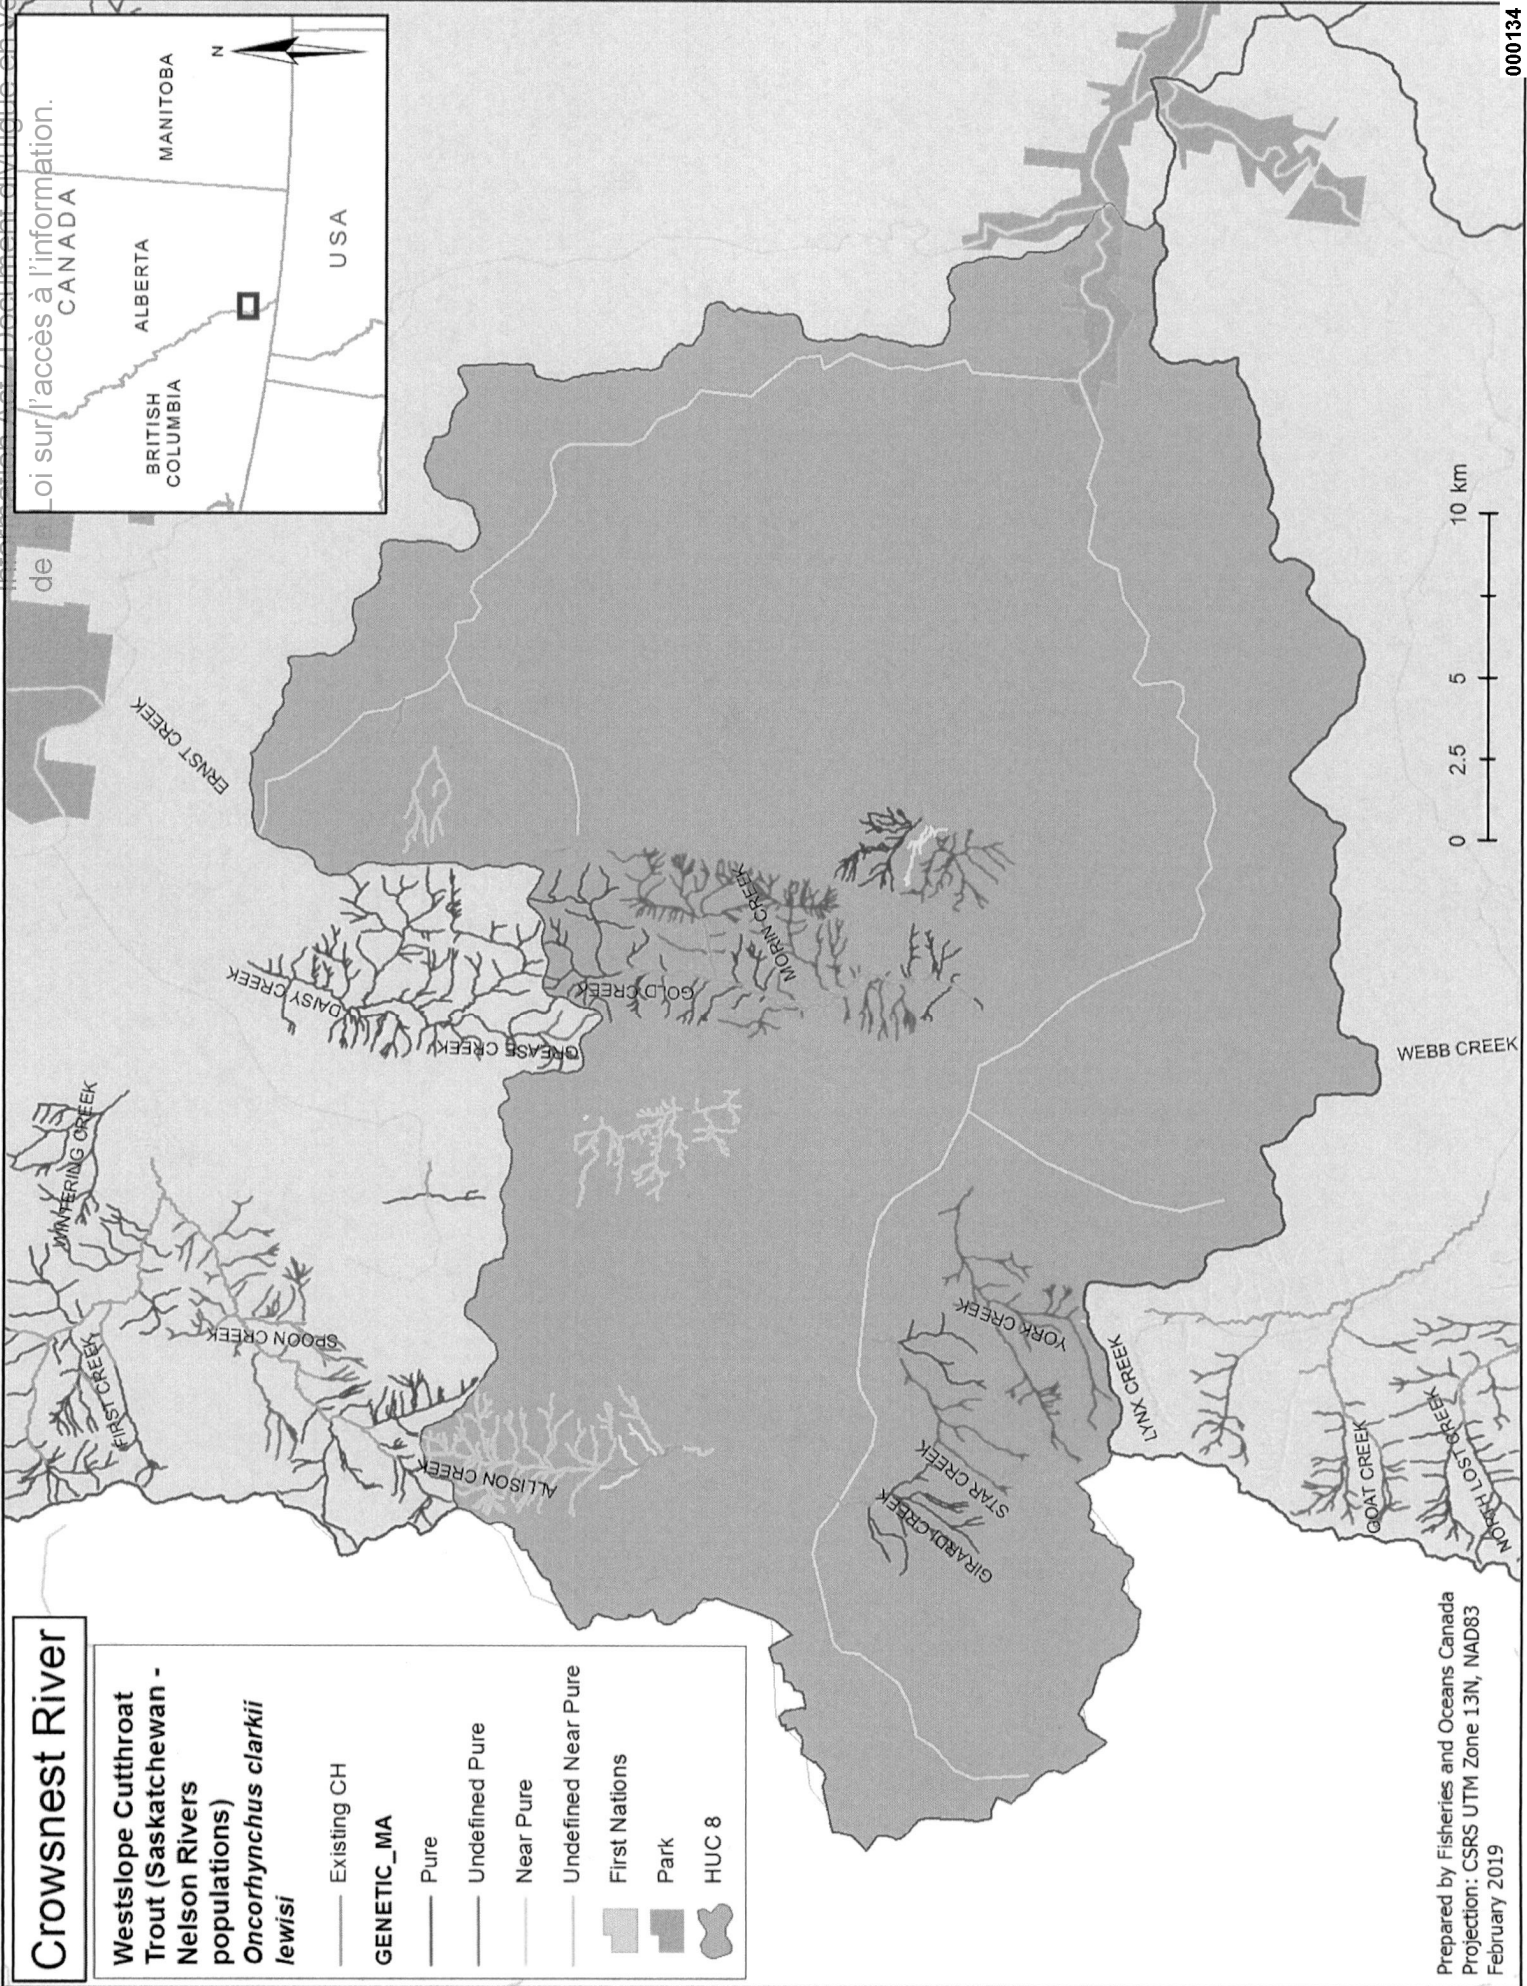 Crowsnest River
Westslope Cutthroat
Trout (Saskatchewan -
Nelson Rivers
populations)
Oncorhynchus clarkii
lewisi
Existing CH
GENETIC_MA
Pure
Undefined Pure
Near Pure
Undefined Near Pure
First Nations
Park
HUC 8
de la Loi sur l'accès à l'information.
CANADA
BRITISH
COLUMBIA
ALBERTA
MANITOBA
USA
N
WINTERING CREEK
FIRST CREEK
SPOON CREEK
ALLISON CREEK
DAISY CREEK
GREASE CREEK
ERNST CREEK
GOLD CREEK
MORIN CREEK
GIRARDI CREEK
STAR CREEK
YORK CREEK
LYNX CREEK
GOAT CREEK
NORTH LOST CREEK
WEBB CREEK
0 2.5 5 10 km
Prepared by Fisheries and Oceans Canada
Projection: CSRS UTM Zone 13N, NAD83
February 2019
000134